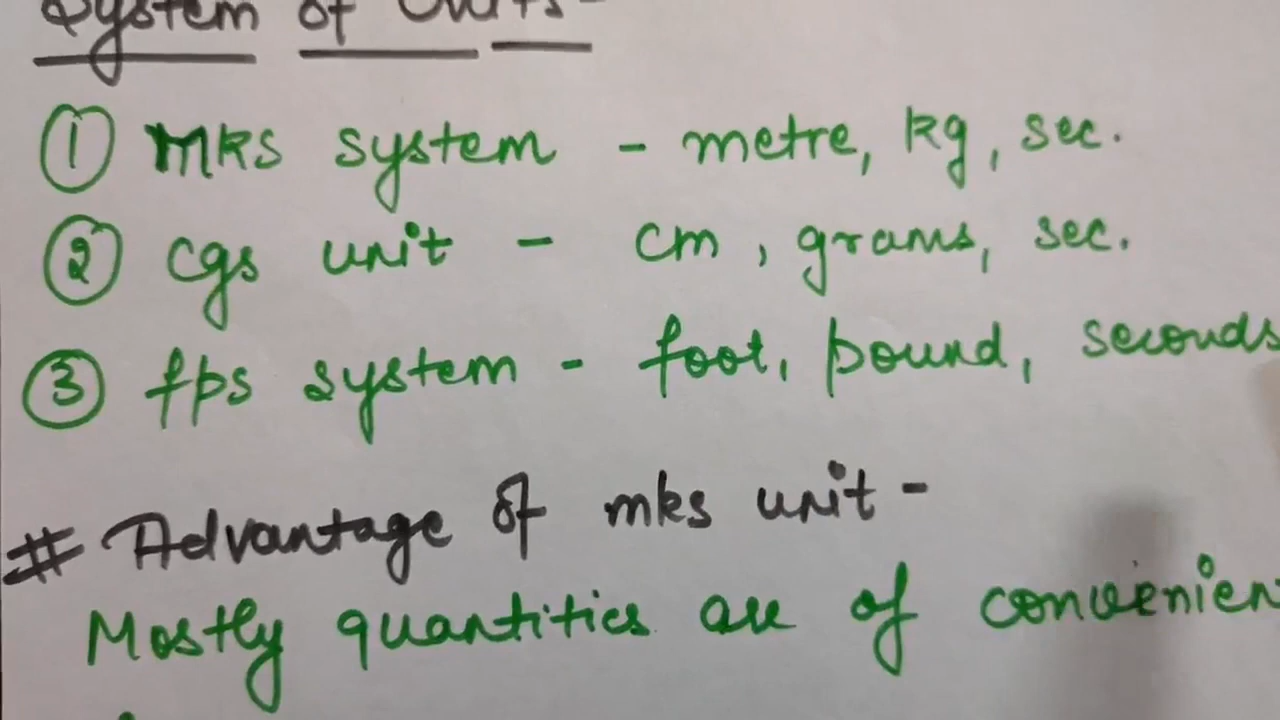 System of Units-
① MKS system - metre, kg, sec.
② cgs unit - cm, grams, sec.
③ fps system - foot, pound, seconds
# Advantage of mks unit -
Mostly quantities are of convenien